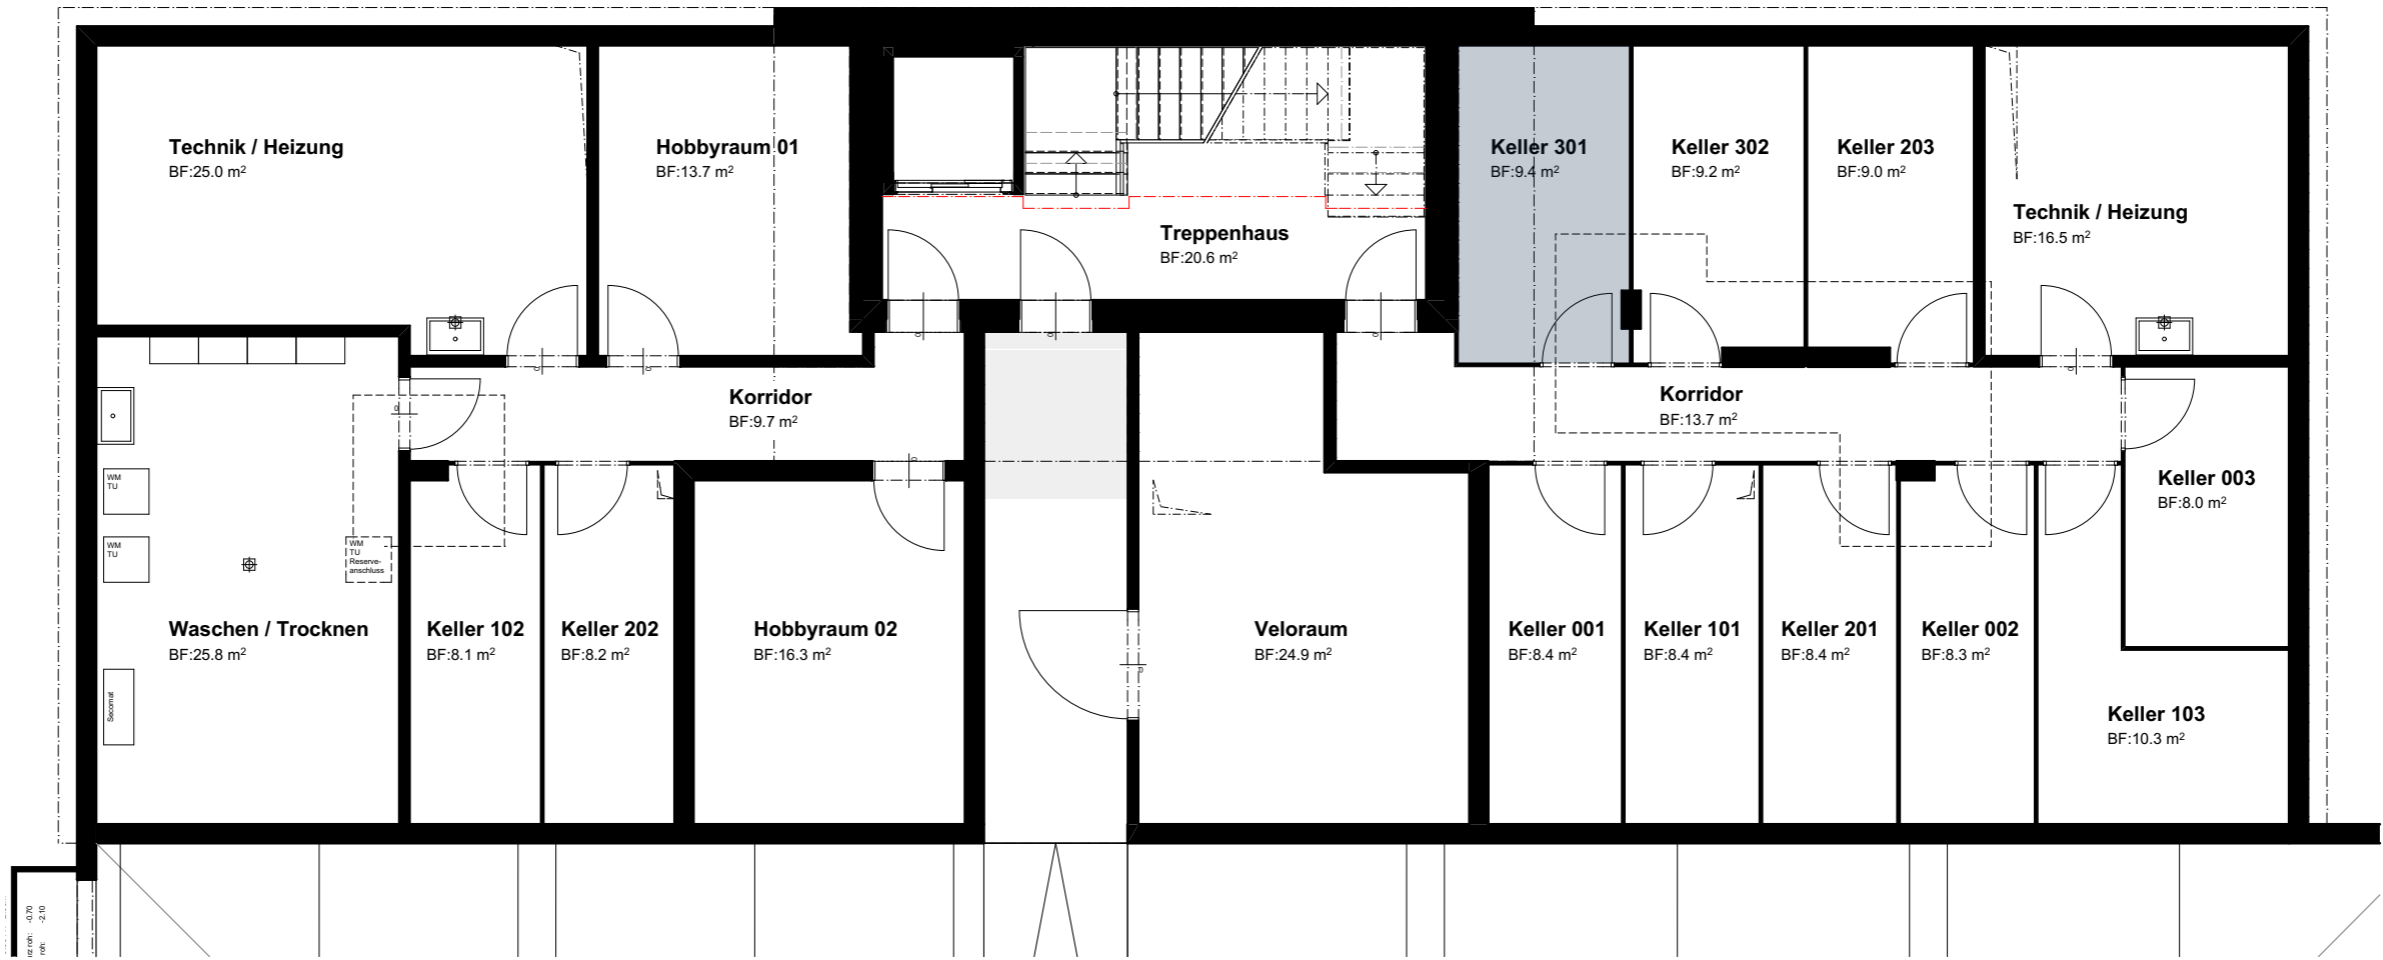 Technik / Heizung
BF:25.0 m²
Hobbyraum 01
BF:13.7 m²
Treppenhaus
BF:20.6 m²
Keller 301
BF:9.4 m²
Keller 302
BF:9.2 m²
Keller 203
BF:9.0 m²
Technik / Heizung
BF:16.5 m²
Korridor
BF:9.7 m²
Korridor
BF:13.7 m²
WM
TU
WM
TU
WM
TU
Reserve-
anschluss
Keller 003
BF:8.0 m²
Waschen / Trocknen
BF:25.8 m²
Keller 102
BF:8.1 m²
Keller 202
BF:8.2 m²
Hobbyraum 02
BF:16.3 m²
Veloraum
BF:24.9 m²
Keller 001
BF:8.4 m²
Keller 101
BF:8.4 m²
Keller 201
BF:8.4 m²
Keller 002
BF:8.3 m²
Secomat
Keller 103
BF:10.3 m²
roh: -0.70
roh: -2.10